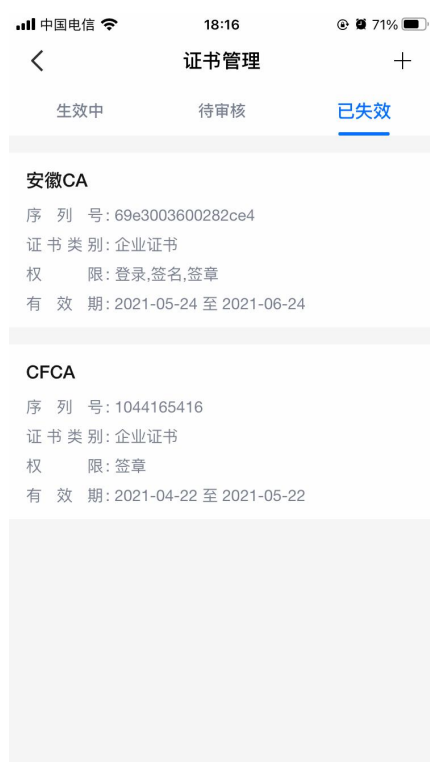 中国电信 18:16 71%
证书管理
生效中 待审核 已失效
安徽CA
序列号: 69e3003600282ce4
证书类别: 企业证书
权限: 登录,签名,签章
有效期: 2021-05-24 至 2021-06-24
CFCA
序列号: 1044165416
证书类别: 企业证书
权限: 签章
有效期: 2021-04-22 至 2021-05-22